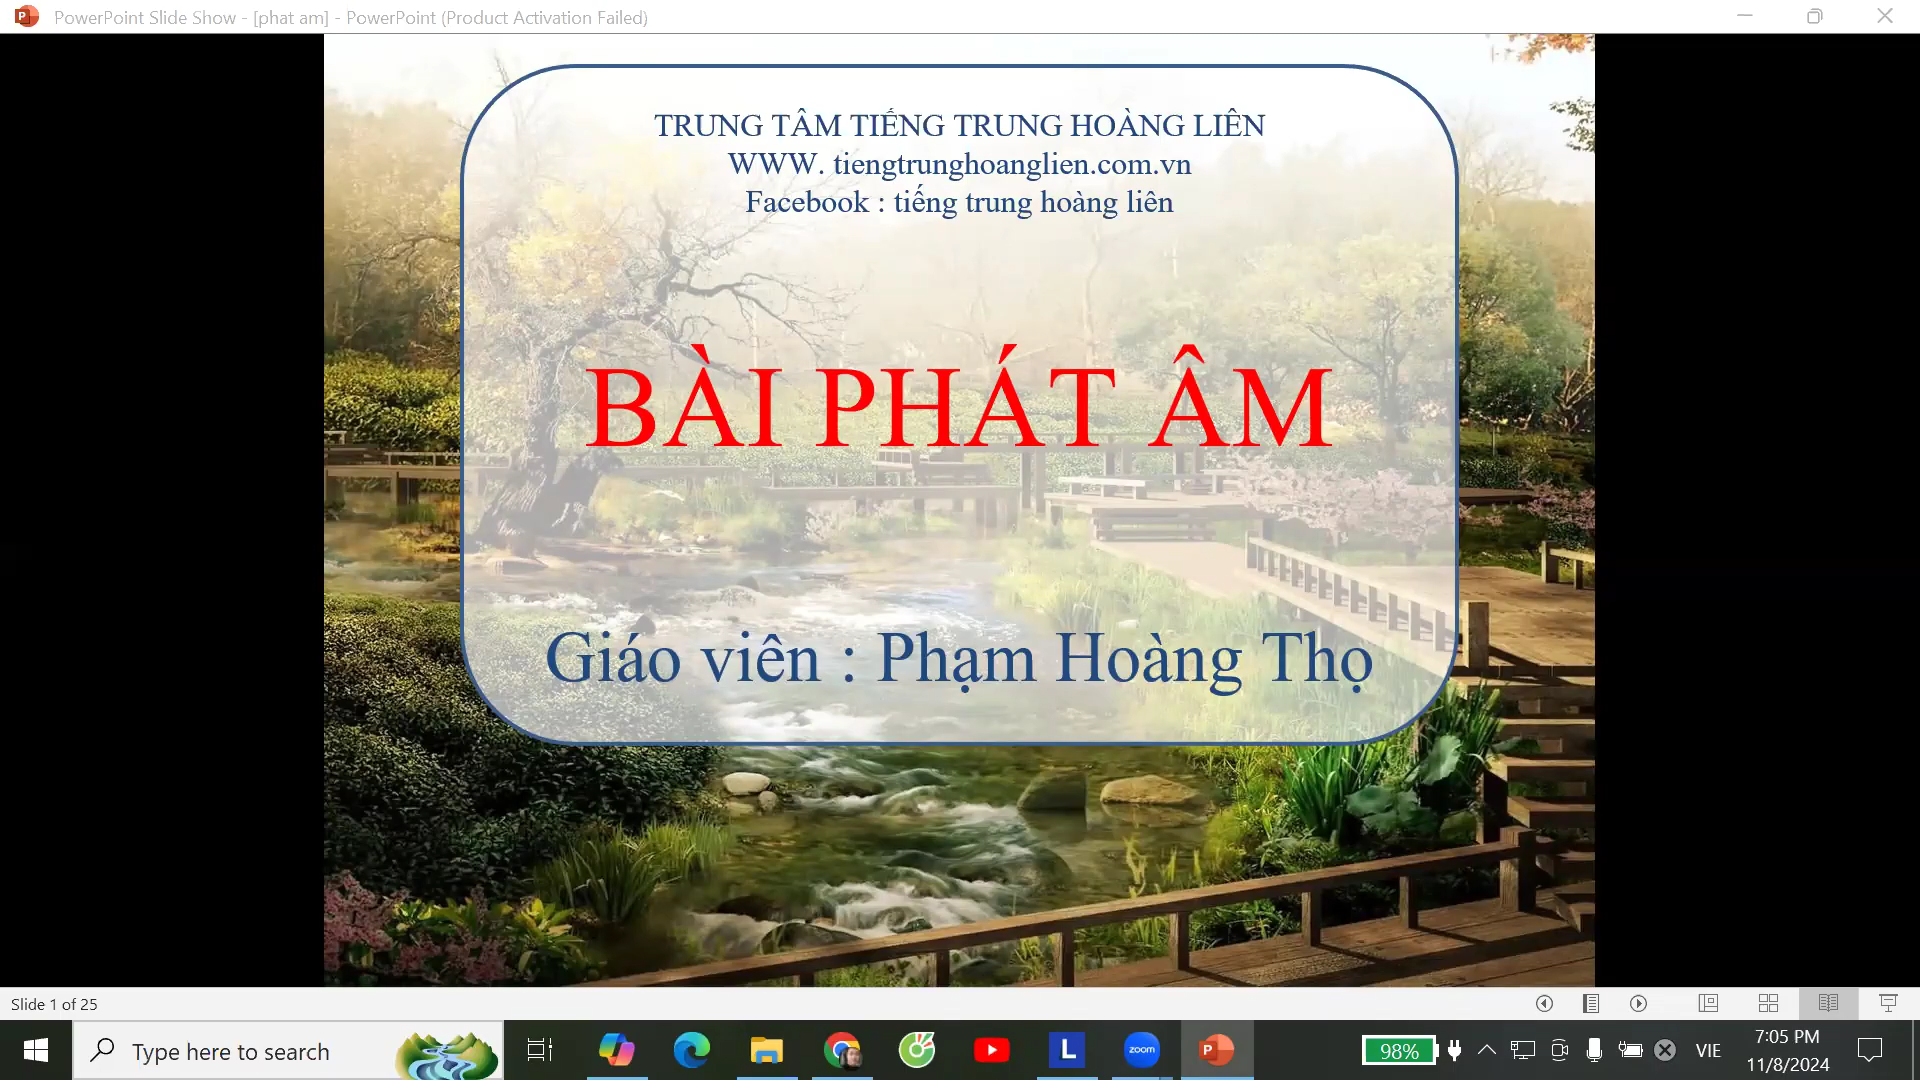 PowerPoint Slide Show - [phat am] - PowerPoint (Product Activation Failed)
TRUNG TÂM TIẾNG TRUNG HOÀNG LIÊN
WWW. tiengtrunghoanglien.com.vn
Facebook : tiếng trung hoàng liên
BÀI PHÁT ÂM
Giáo viên : Phạm Hoàng Thọ
Slide 1 of 25
Type here to search
L
zoom
P
98%
VIE
7:05 PM
11/8/2024